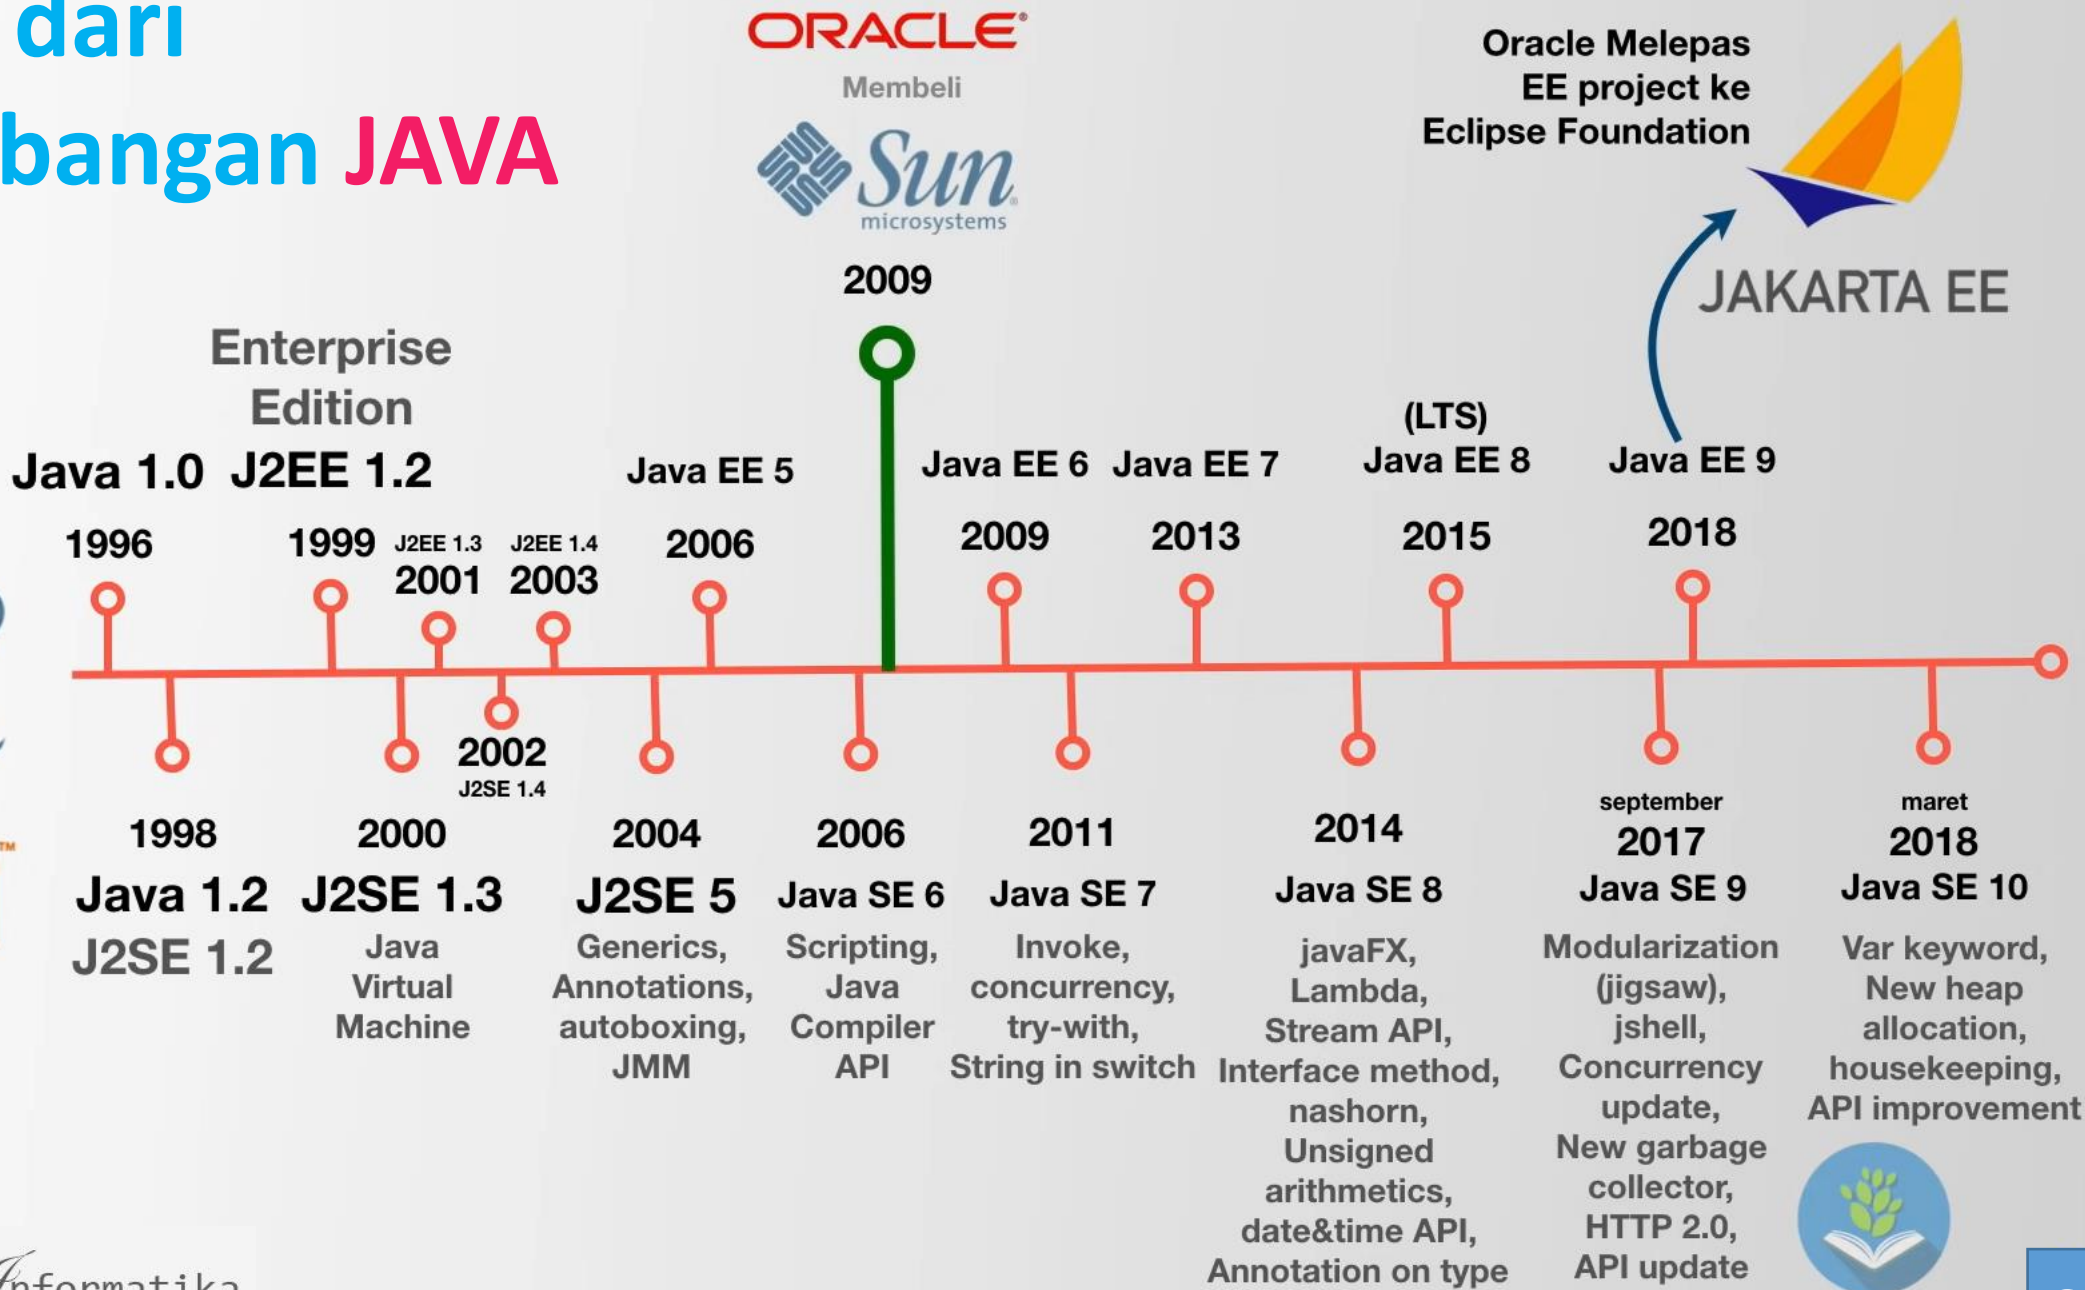 dari
bangan JAVA
ORACLE®
Membeli
Sun®
microsystems
2009
Oracle Melepas
EE project ke
Eclipse Foundation
JAKARTA EE
Enterprise
Edition
Java 1.0
J2EE 1.2
Java EE 5
Java EE 6
Java EE 7
(LTS)
Java EE 8
Java EE 9
1996
1999
J2EE 1.3
2001
J2EE 1.4
2003
2006
2009
2013
2015
2018
2002
J2SE 1.4
1998
Java 1.2
J2SE 1.2
2000
J2SE 1.3
Java
Virtual
Machine
2004
J2SE 5
Generics,
Annotations,
autoboxing,
JMM
2006
Java SE 6
Scripting,
Java
Compiler
API
2011
Java SE 7
Invoke,
concurrency,
try-with,
String in switch
2014
Java SE 8
javaFX,
Lambda,
Stream API,
Interface method,
nashorn,
Unsigned
arithmetics,
date&time API,
Annotation on type
september
2017
Java SE 9
Modularization
(jigsaw),
jshell,
Concurrency
update,
New garbage
collector,
HTTP 2.0,
API update
maret
2018
Java SE 10
Var keyword,
New heap
allocation,
housekeeping,
API improvement
TM
Informatika